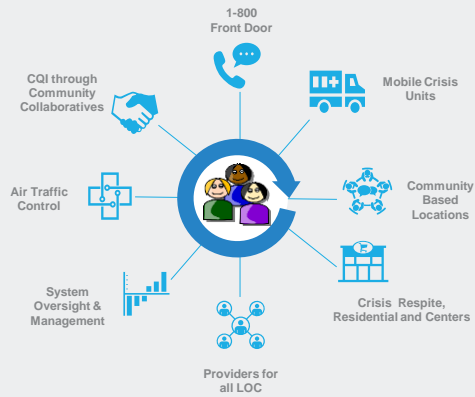 1-800
Front Door
Mobile Crisis
Units
Community
Based
Locations
Crisis Respite,
Residential and Centers
Providers for
all LOC
System
Oversight &
Management
Air Traffic
Control
CQI through
Community
Collaboratives